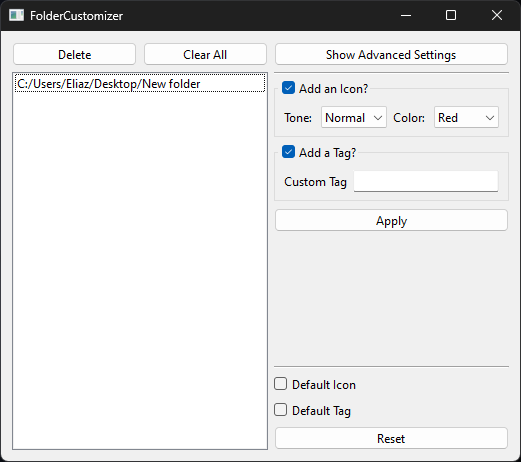 FolderCustomizer
Delete
Clear All
Show Advanced Settings
C:/Users/Eliaz/Desktop/New folder
Add an Icon?
Tone: Normal Color: Red
Add a Tag?
Custom Tag
Apply
Default Icon
Default Tag
Reset